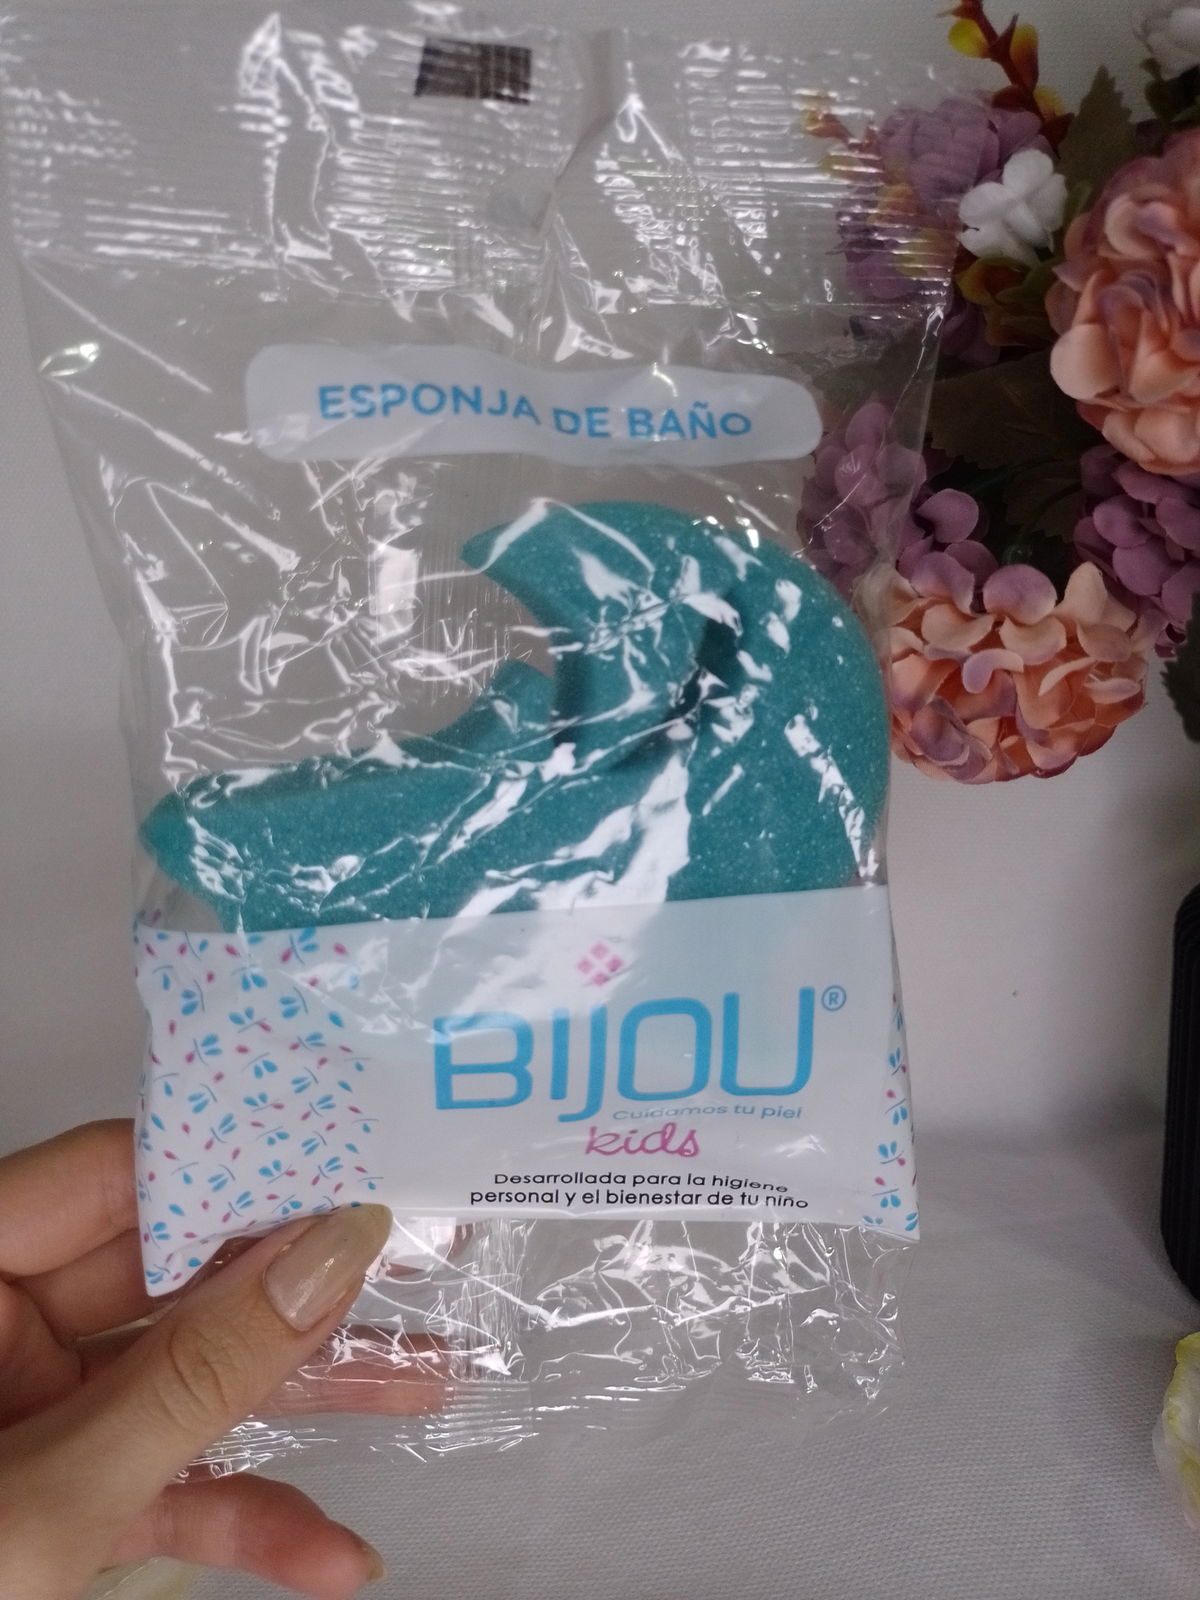 ESPONJA DE BAÑO
BIJOU®
Cuidamos tu piel
kids
Desarrollada para la higiene
personal y el bienestar de tu niño